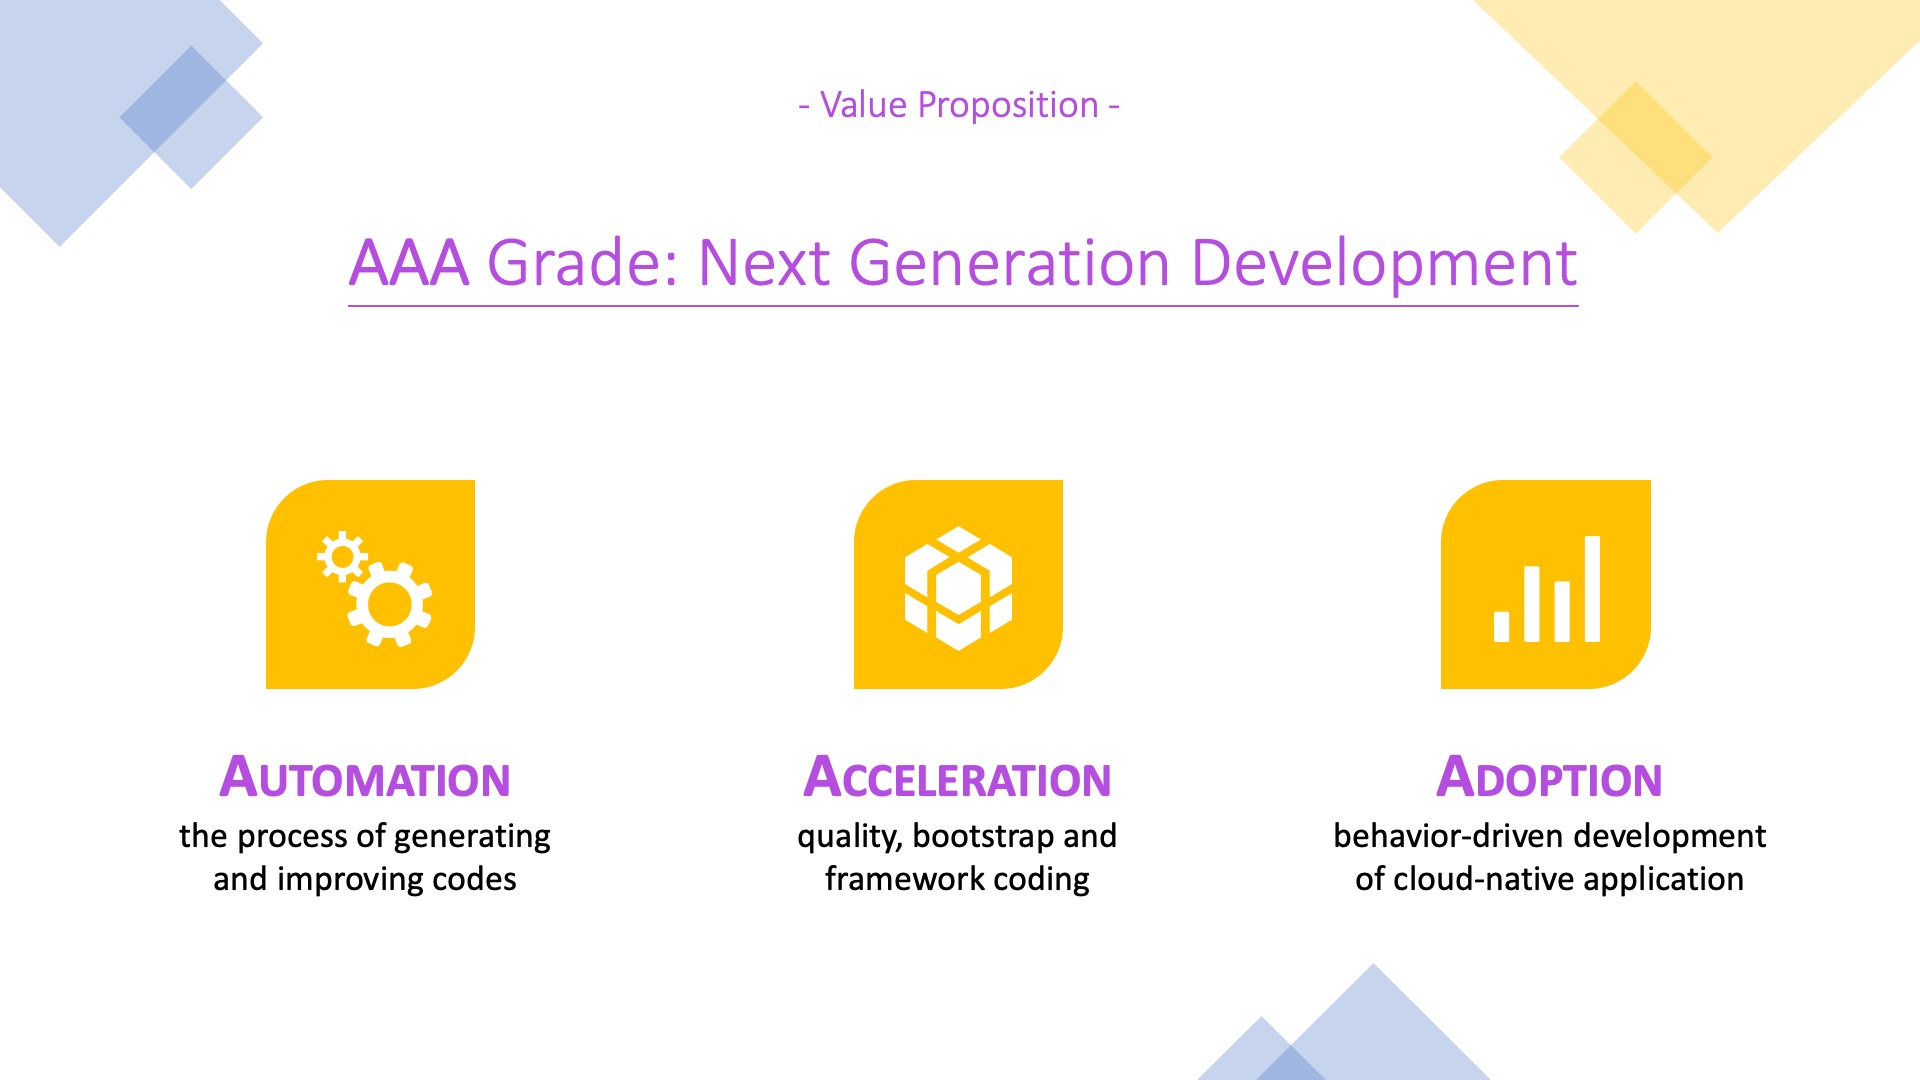 - Value Proposition -
AAA Grade: Next Generation Development
AUTOMATION
the process of generating
and improving codes
ACCELERATION
quality, bootstrap and
framework coding
ADOPTION
behavior-driven development
of cloud-native application